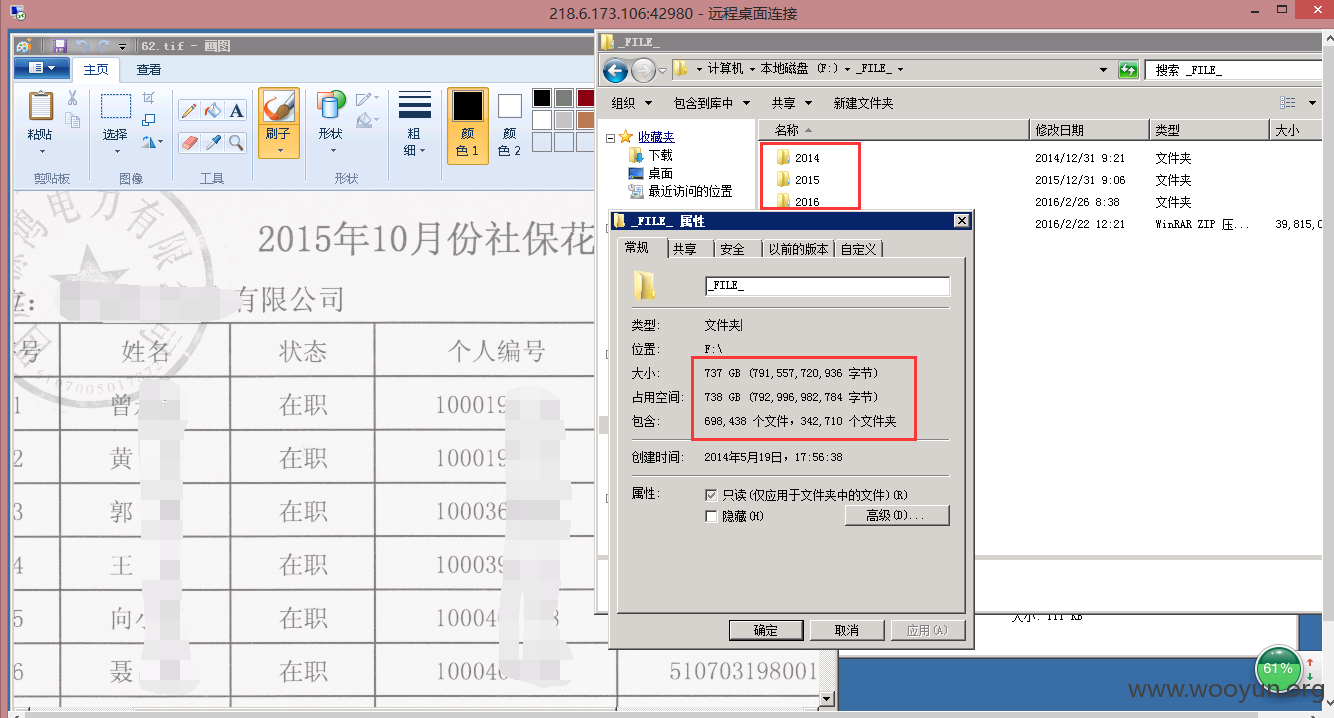 218.6.173.106:42980 - 远程桌面连接
62.tif - 画图
主页 查看
粘贴
选择
刷子
形状
粗细
颜色 1
颜色 2
剪贴板 图像 工具 形状
电力有限
2015年10月份社保花
有限公司
号 姓名 状态 个人编号
1 曾 在职 100019
2 黄 在职 100019
3 郭 在职 100036
4 王 在职 100039
5 向 在职 10004 3
6 聂 在职 10004 510703198001
_FILE_
计算机 本地磁盘 (F:) _FILE_
搜索 _FILE_
组织 包含到库中 共享 新建文件夹
收藏夹
下载
桌面
最近访问的位置
名称 修改日期 类型 大小
2014 2014/12/31 9:21 文件夹
2015 2015/12/31 9:06 文件夹
2016 2016/2/26 8:38 文件夹
2016/2/22 12:21 WinRAR ZIP 压... 39,815,0
_FILE_ 属性
常规 共享 安全 以前的版本 自定义
_FILE_
类型: 文件夹
位置: F:\
大小: 737 GB (791,557,720,936 字节)
占用空间: 738 GB (792,996,982,784 字节)
包含: 698,438 个文件，342,710 个文件夹
创建时间: 2014年5月19日，17:56:38
属性: 只读(仅应用于文件夹中的文件)(R)
隐藏(H) 高级(D)...
确定 取消 应用(A)
大小: 111 KB
61%
www.wooyun.org